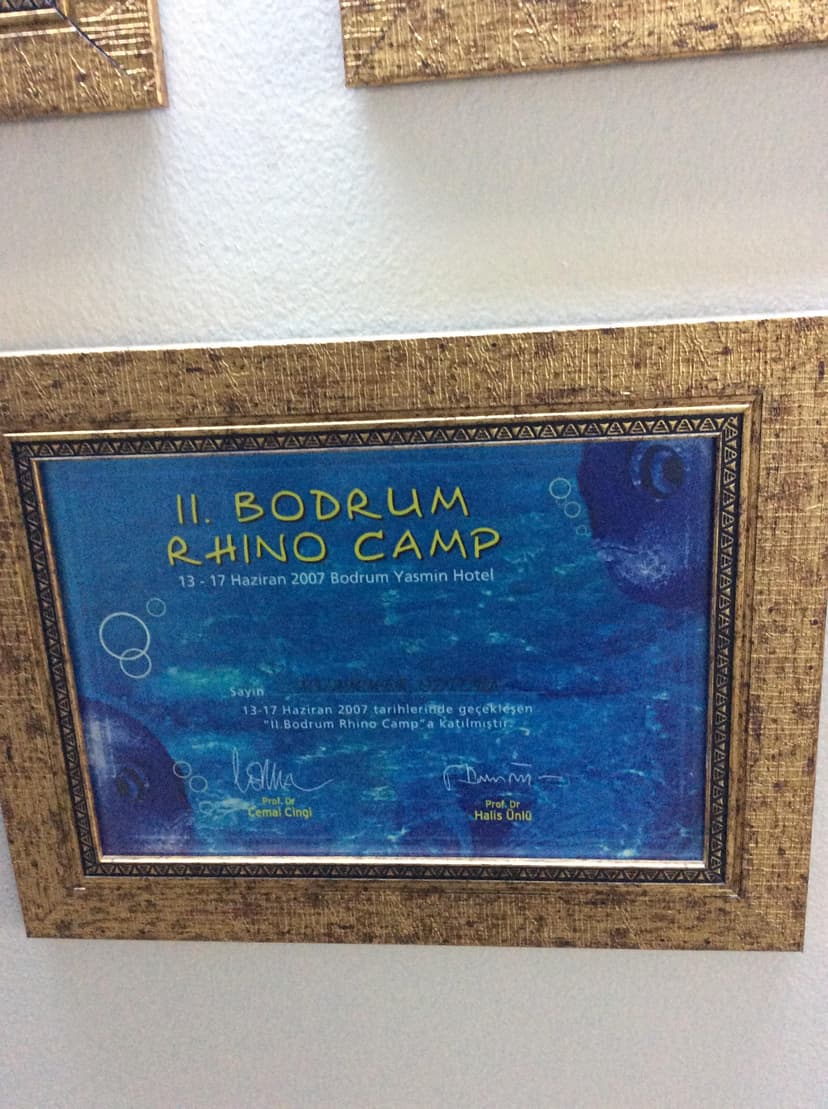 II. BODRUM
RHINO CAMP
13 - 17 Haziran 2007 Bodrum Yasmin Hotel
Sayın
13-17 Haziran 2007 tarihlerinde geçekleşen
"II.Bodrum Rhino Camp"a katılmıştır.
Prof. Dr
Cemal Cingi
Prof. Dr
Halis Ünlü